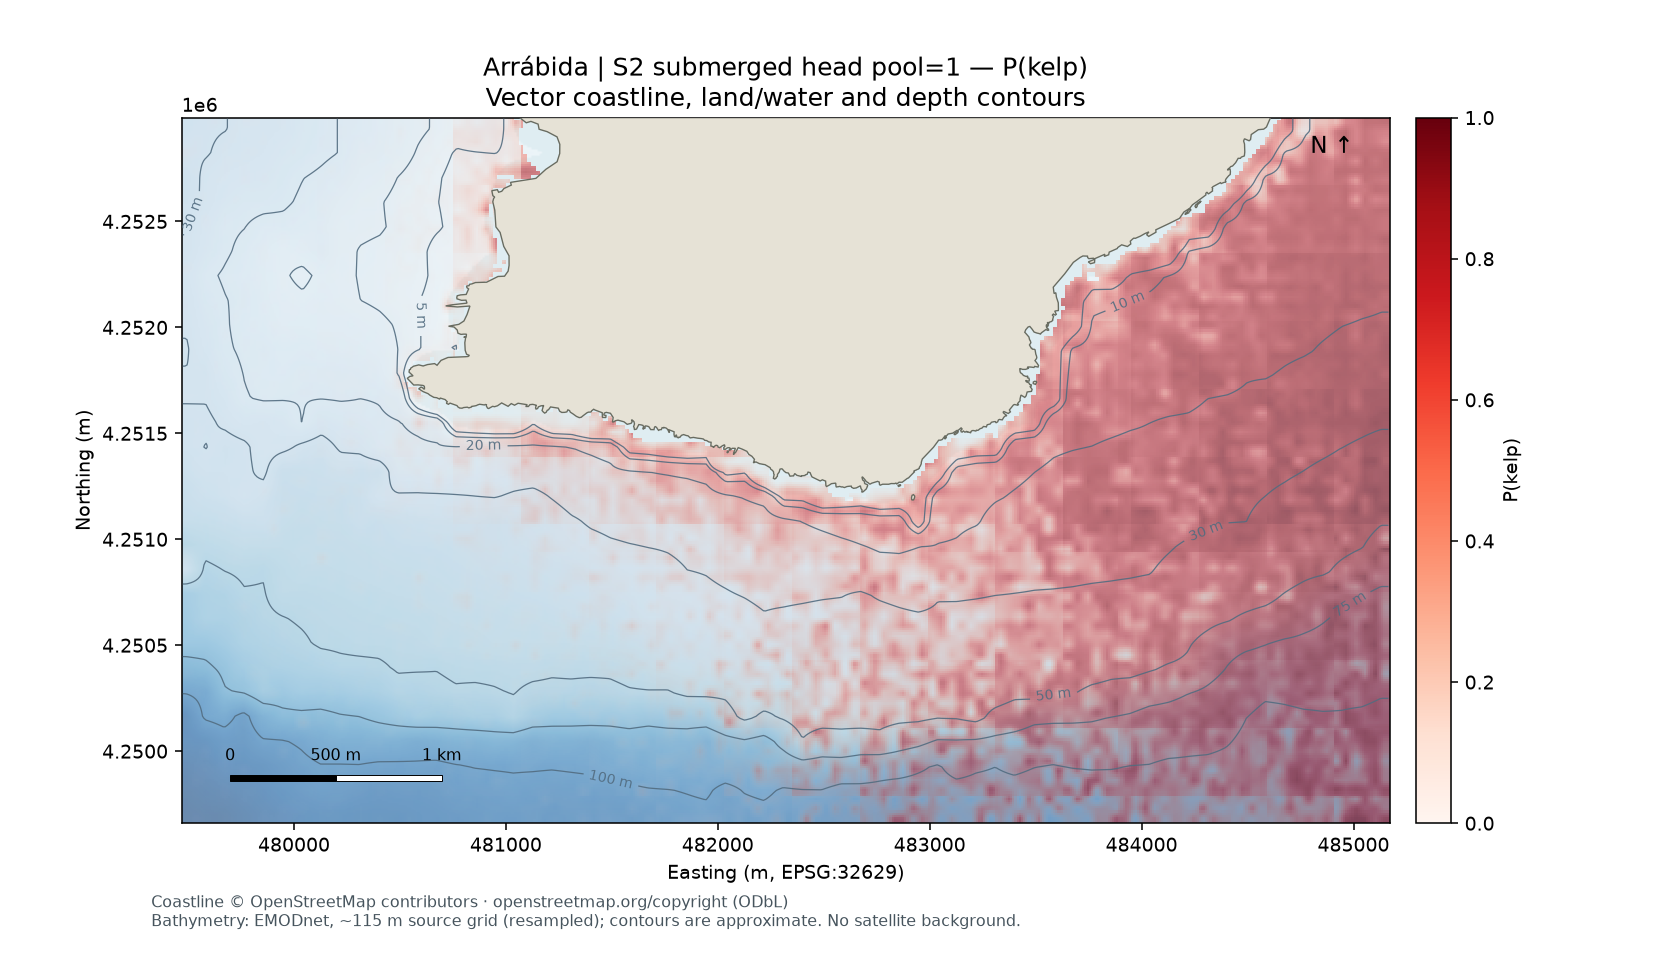 Arrábida | S2 submerged head pool=1 — P(kelp)
Vector coastline, land/water and depth contours
1e6
1.0
N ↑
0.8
0.6
0.4
0.2
0.0
P(kelp)
4.2525
4.2520
4.2515
4.2510
4.2505
4.2500
Northing (m)
30 m
5 m
10 m
20 m
30 m
75 m
50 m
100 m
0 500 m 1 km
480000 481000 482000 483000 484000 485000
Easting (m, EPSG:32629)
Coastline © OpenStreetMap contributors · openstreetmap.org/copyright (ODbL)
Bathymetry: EMODnet, ~115 m source grid (resampled); contours are approximate. No satellite background.